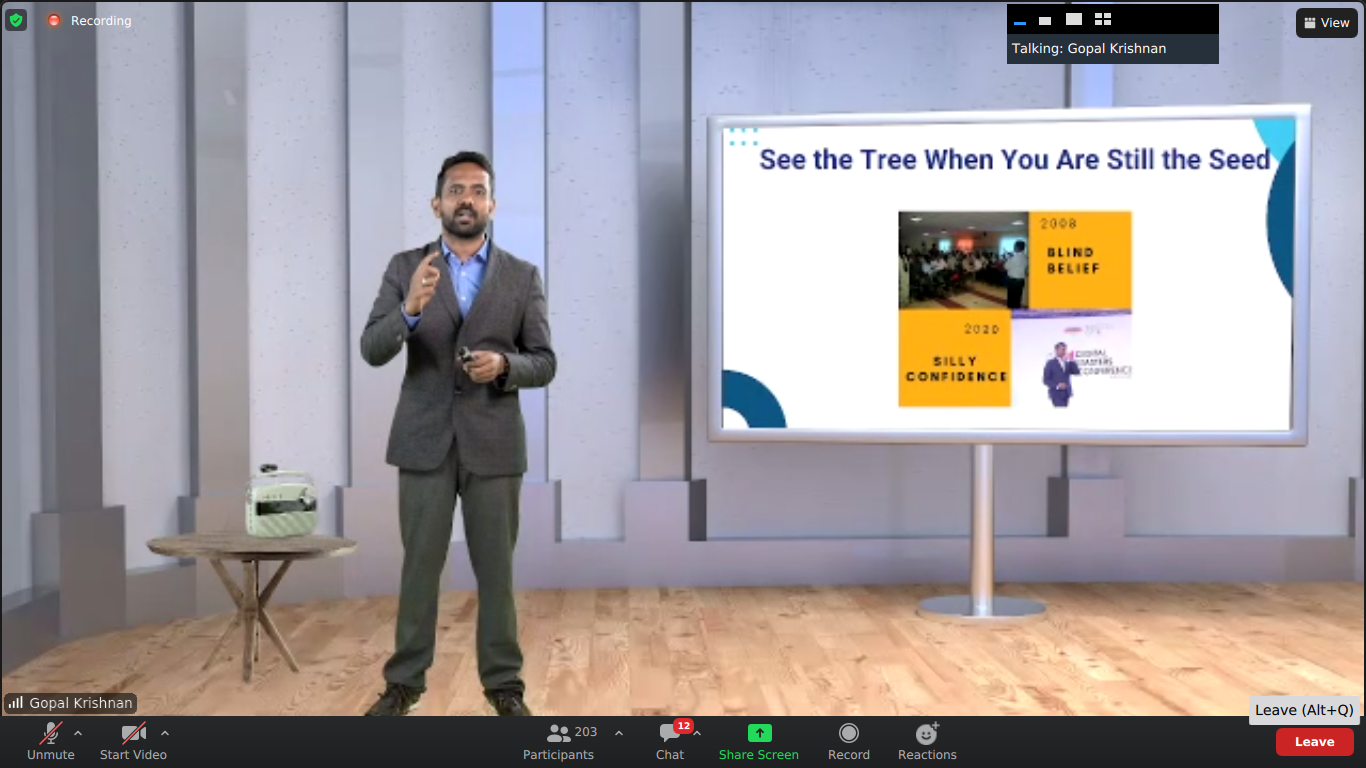 Recording
Talking: Gopal Krishnan
View
See the Tree When You Are Still the Seed
2008
BLIND
BELIEF
2020
SILLY
CONFIDENCE
DIGITAL
CONFERENCE
Gopal Krishnan
Leave (Alt+Q)
Unmute
Start Video
203
Participants
12
Chat
Share Screen
Record
Reactions
Leave